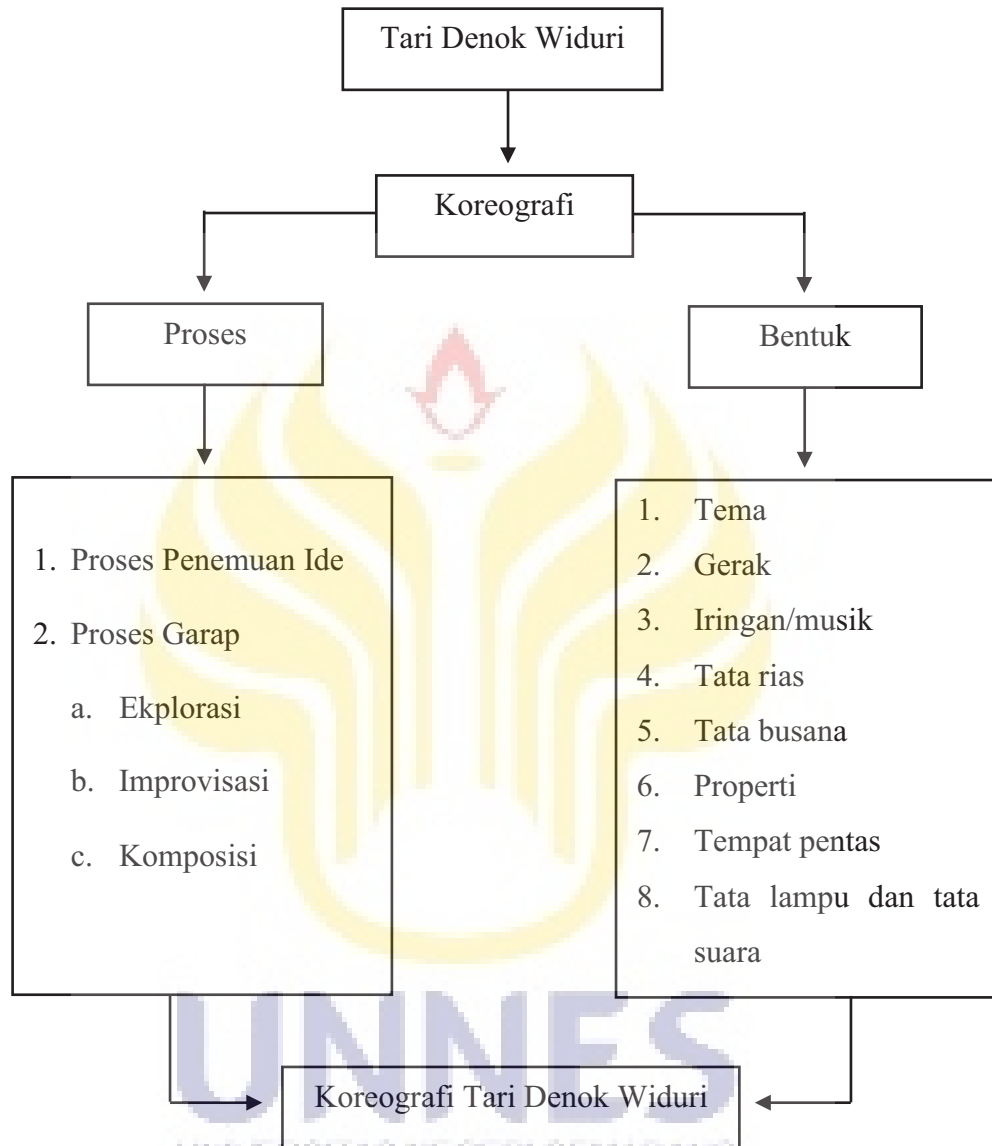 Tari Denok Widuri
Koreografi
Proses
Bentuk
1. Proses Penemuan Ide
2. Proses Garap
a. Ekplorasi
b. Improvisasi
c. Komposisi
1. Tema
2. Gerak
3. Iringan/musik
4. Tata rias
5. Tata busana
6. Properti
7. Tempat pentas
8. Tata lampu dan tata
suara
UNNES
Koreografi Tari Denok Widuri